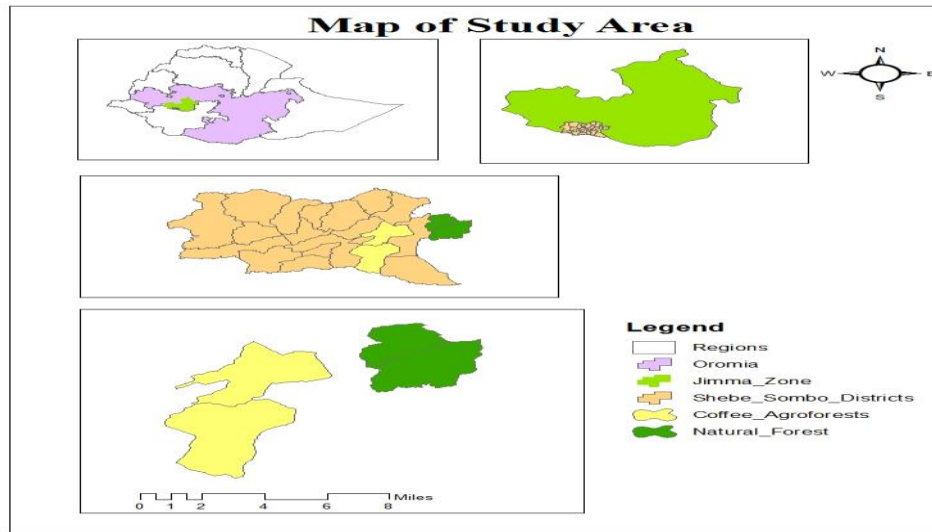 Map of Study Area
N
W E
S
Legend
Regions
Oromia
Jimma_Zone
Shebe_Sombo_Districts
Coffee_Agroforests
Natural_Forest
Miles
0 1 2 4 6 8